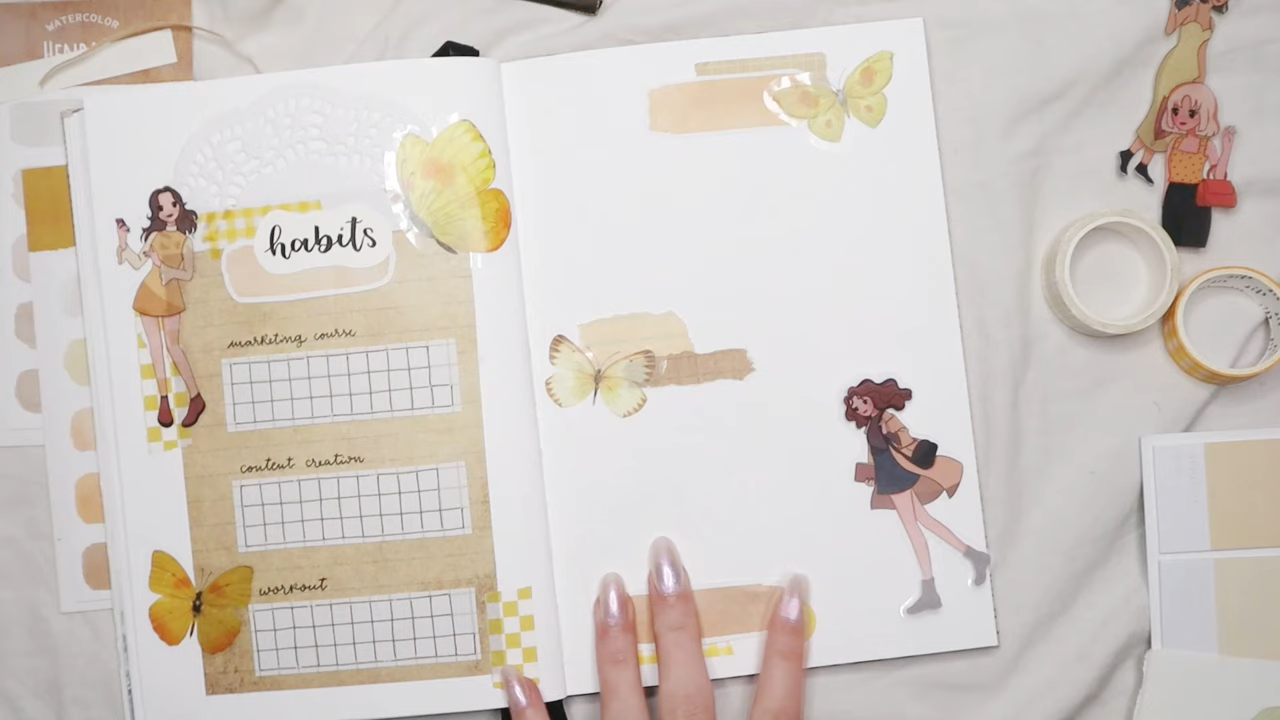 WATERCOLOR
habits
marketing course
content creation
workout